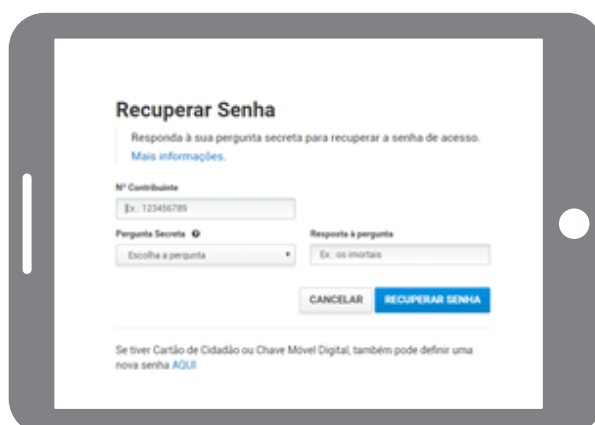 Recuperar Senha
Responda à sua pergunta secreta para recuperar a senha de acesso.
Mais informações.
Nº Contribuinte
Ex.: 123456789
Pergunta Secreta ?
Resposta à pergunta
Escolha a pergunta
Ex.: os imortais
CANCELAR
RECUPERAR SENHA
Se tiver Cartão de Cidadão ou Chave Móvel Digital, também pode definir uma
nova senha AQUI